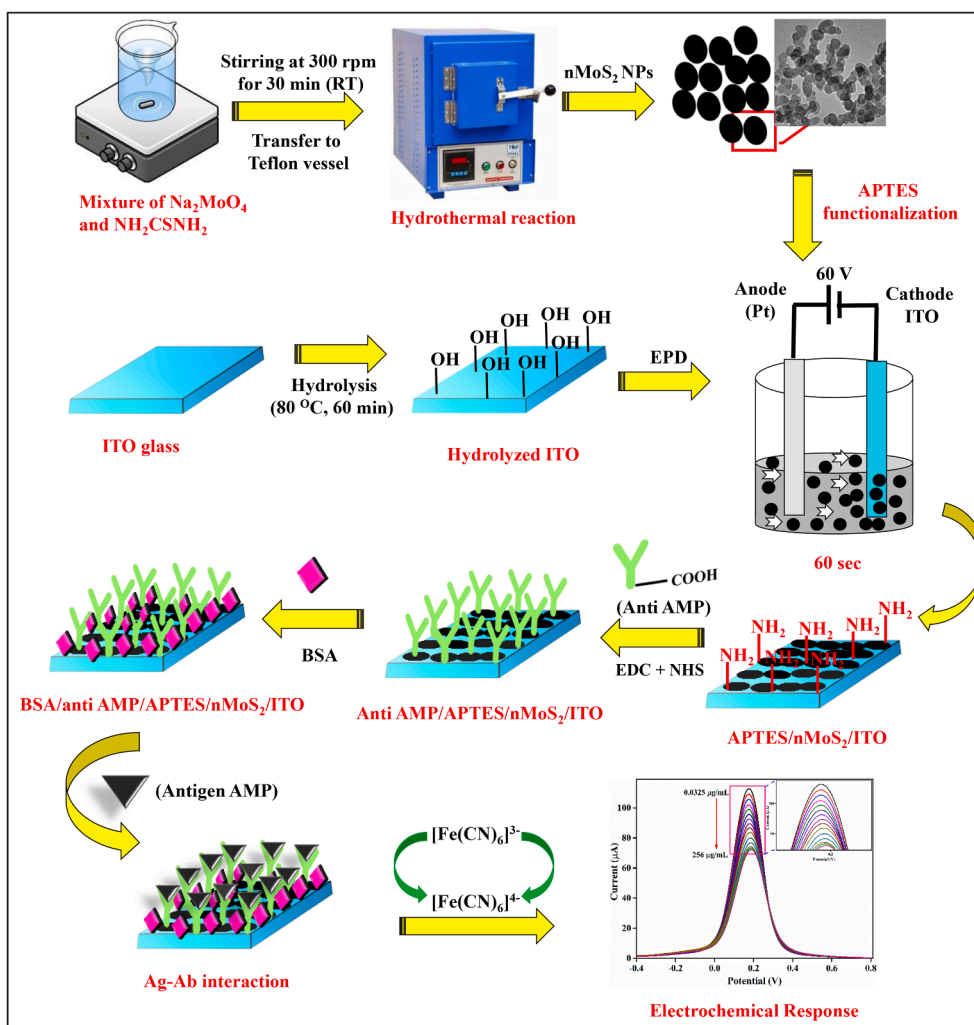 Stirring at 300 rpm
for 30 min (RT)
Transfer to
Teflon vessel
nMoS₂ NPs
Mixture of Na₂MoO₄
and NH₂CSNH₂
Hydrothermal reaction
APTES
functionalization
60 V
Anode
(Pt)
Cathode
ITO
OH
OH
OH
OH
OH
OH
OH
OH
Hydrolysis
(80 ᴼC, 60 min)
EPD
ITO glass
Hydrolyzed ITO
60 sec
COOH
(Anti AMP)
EDC + NHS
BSA
NH₂
NH₂
NH₂
NH₂
NH₂
NH₂
NH₂
BSA/anti AMP/APTES/nMoS₂/ITO
Anti AMP/APTES/nMoS₂/ITO
APTES/nMoS₂/ITO
(Antigen AMP)
[Fe(CN)₆]³⁻
[Fe(CN)₆]⁴⁻
Ag-Ab interaction
0.0325 µg/mL
256 µg/mL
Current (µA)
100
80
60
40
20
0
-0.4
-0.2
0.0
0.2
0.4
0.6
0.8
Potential (V)
Electrochemical Response